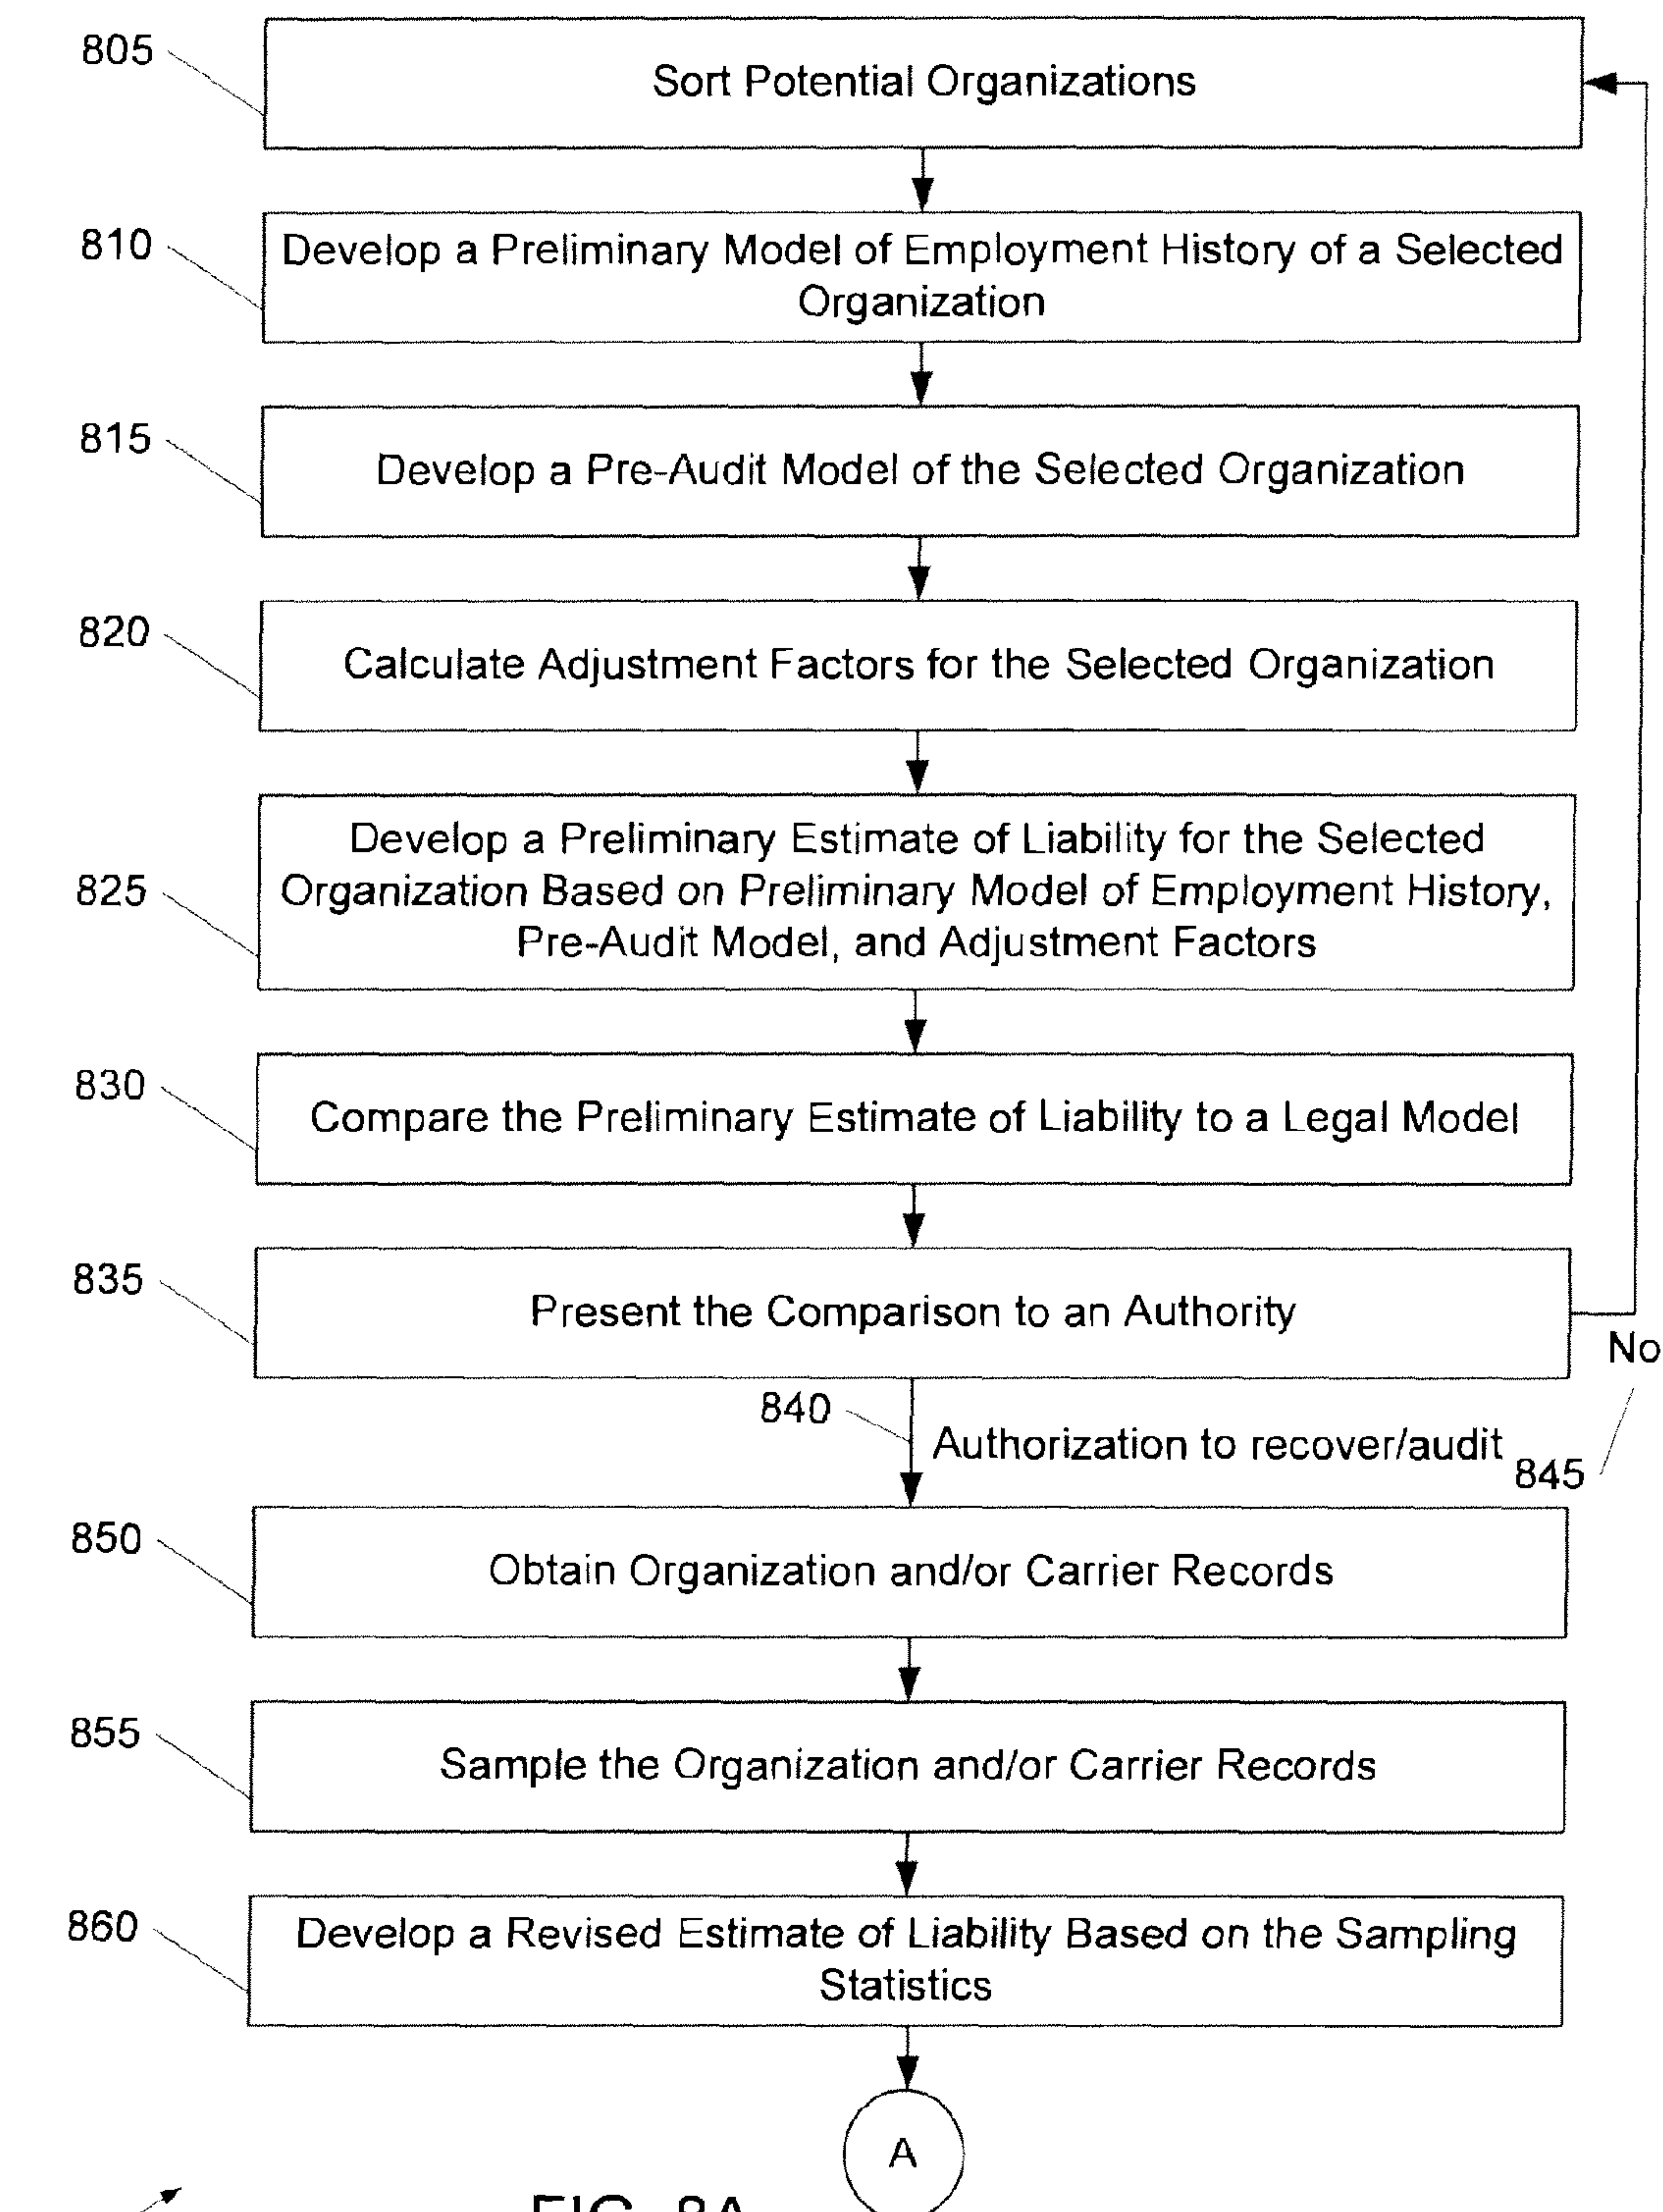 805
Sort Potential Organizations
810
Develop a Preliminary Model of Employment History of a Selected
Organization
815
Develop a Pre-Audit Model of the Selected Organization
820
Calculate Adjustment Factors for the Selected Organization
825
Develop a Preliminary Estimate of Liability for the Selected
Organization Based on Preliminary Model of Employment History,
Pre-Audit Model, and Adjustment Factors
830
Compare the Preliminary Estimate of Liability to a Legal Model
835
Present the Comparison to an Authority
No
840
Authorization to recover/audit
845
850
Obtain Organization and/or Carrier Records
855
Sample the Organization and/or Carrier Records
860
Develop a Revised Estimate of Liability Based on the Sampling
Statistics
A
FIG. 8A